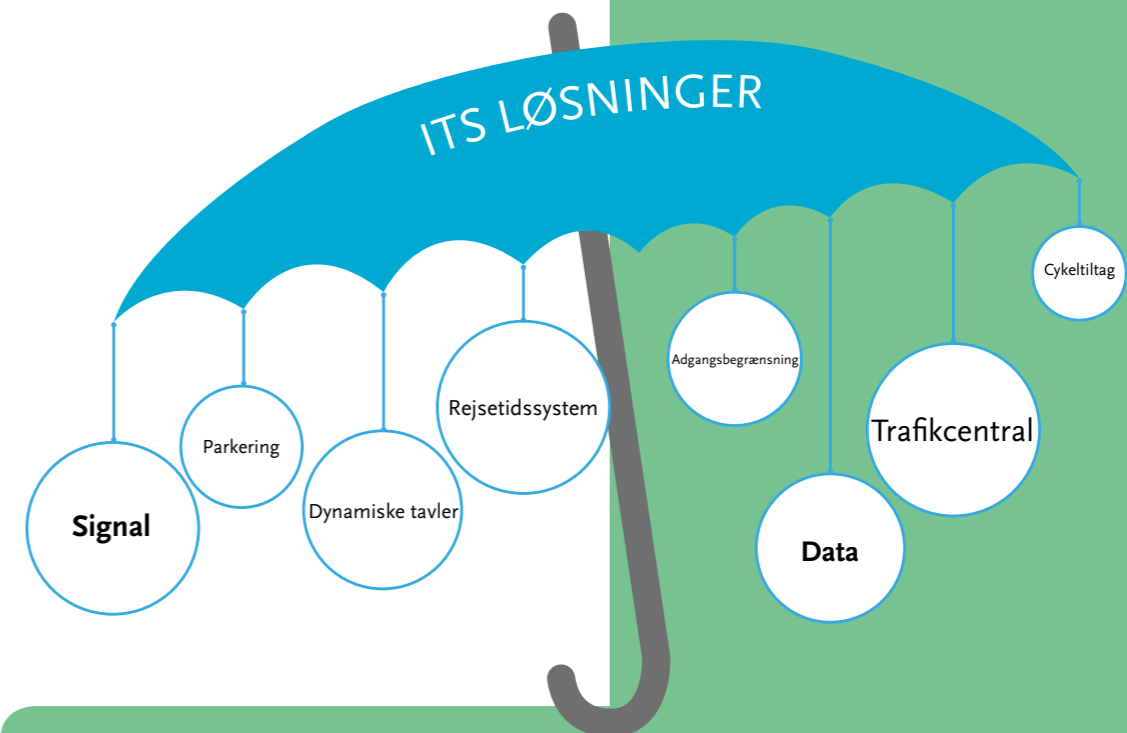 ITS LØSNINGER
Signal
Parkering
Dynamiske tavler
Rejsetidssystem
Adgangsbegrænsning
Data
Trafikcentral
Cykeltiltag